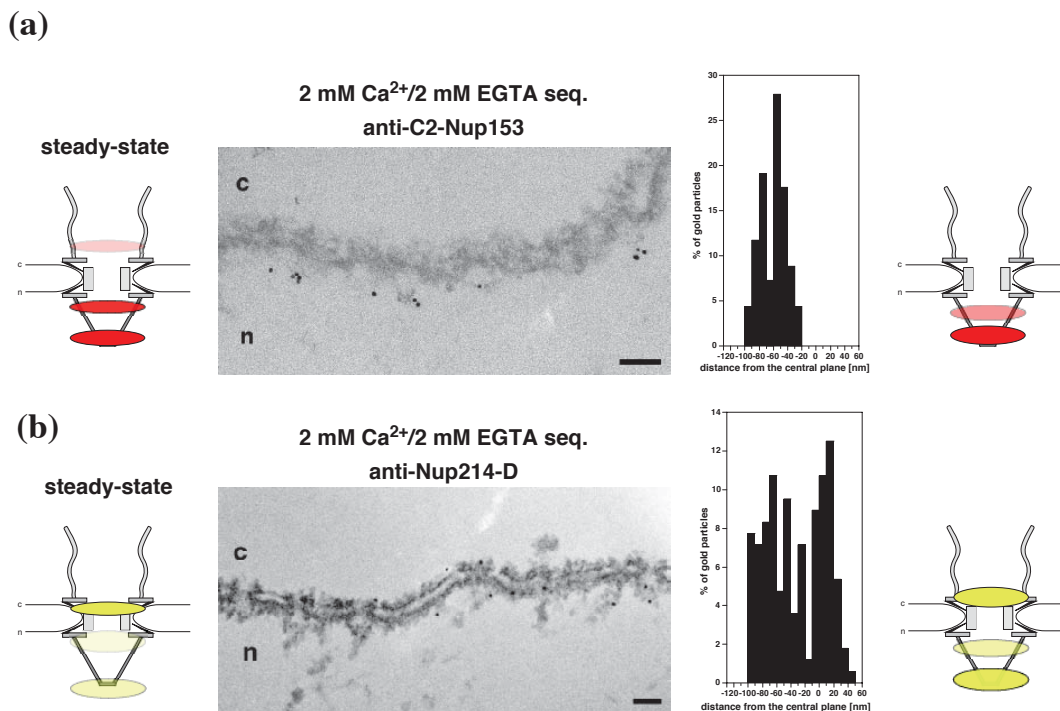 (a)
2 mM Ca²⁺/2 mM EGTA seq.
anti-C2-Nup153
steady-state
c
n
c
n
30
25
20
15
10
5
0
% of gold particles
-120-100-80 -60 -40 -20 0 20 40 60
distance from the central plane [nm]
c
n
(b)
2 mM Ca²⁺/2 mM EGTA seq.
anti-Nup214-D
steady-state
c
n
c
n
14
12
10
8
6
4
2
0
% of gold particles
-120-100-80 -60 -40 -20 0 20 40 60
distance from the central plane [nm]
c
n